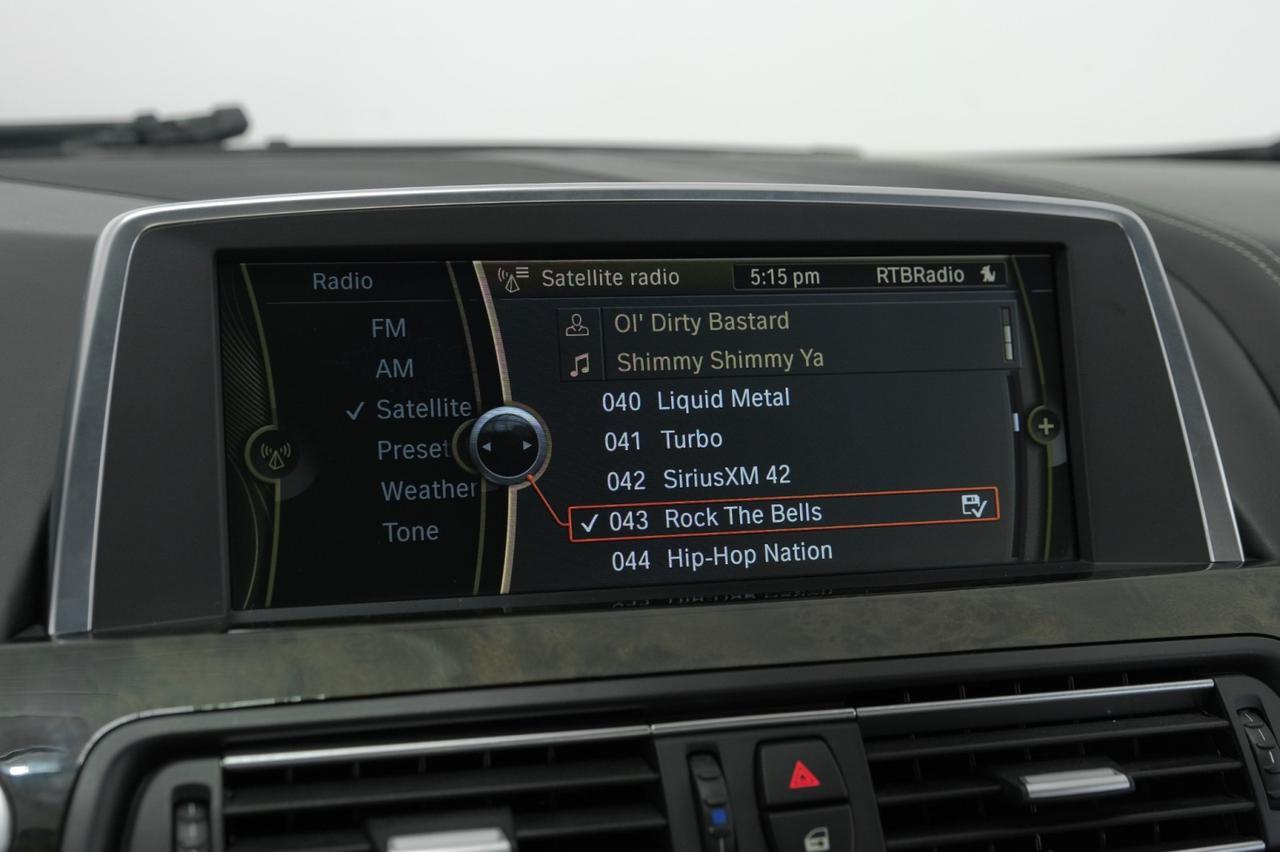 Radio
FM
AM
Satellite
Preset
Weather
Tone
Satellite radio 5:15 pm RTBRadio
Ol' Dirty Bastard
Shimmy Shimmy Ya
040 Liquid Metal
041 Turbo
042 SiriusXM 42
043 Rock The Bells
044 Hip-Hop Nation